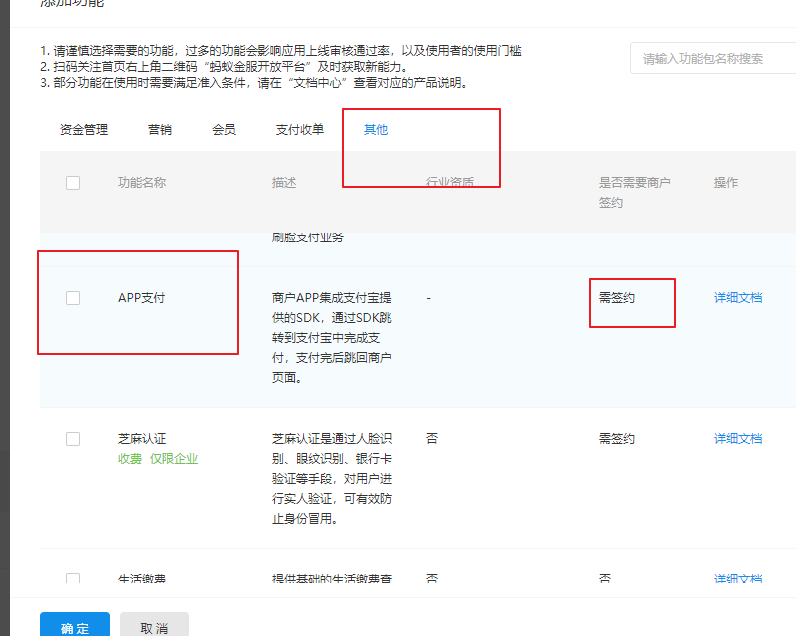 添加功能
1. 请谨慎选择需要的功能，过多的功能会影响应用上线审核通过率，以及使用者的使用门槛
2. 扫码关注首页右上角二维码“蚂蚁金服开放平台”及时获取新能力。
3. 部分功能在使用时需要满足准入条件，请在“文档中心”查看对应的产品说明。
请输入功能包名称搜索
资金管理 营销 会员 支付收单 其他
功能名称 描述 行业资质 是否需要商户
签约 操作
刷脸支付业务
APP支付 商户APP集成支付宝提 - 需签约 详细文档
供的SDK，通过SDK跳
转到支付宝中完成支
付，支付完后跳回商户
页面。
芝麻认证 芝麻认证是通过人脸识 否 需签约 详细文档
收费 仅限企业 别、眼纹识别、银行卡
验证等手段，对用户进
行实人验证，可有效防
止身份冒用。
生活缴费 提供基础的生活缴费查 否 否 详细文档
确定 取消